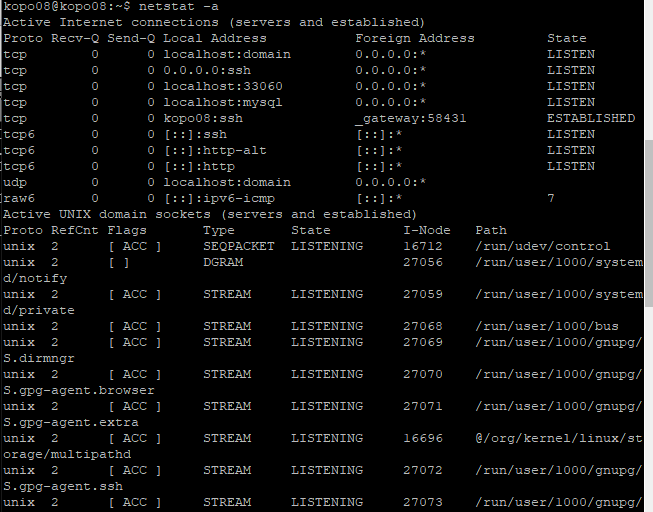 kopo08@kopo08:~$ netstat -a
Active Internet connections (servers and established)
Proto Recv-Q Send-Q Local Address           Foreign Address         State
tcp        0      0 localhost:domain        0.0.0.0:*               LISTEN
tcp        0      0 0.0.0.0:ssh             0.0.0.0:*               LISTEN
tcp        0      0 localhost:33060         0.0.0.0:*               LISTEN
tcp        0      0 localhost:mysql         0.0.0.0:*               LISTEN
tcp        0      0 kopo08:ssh              _gateway:58431          ESTABLISHED
tcp6       0      0 [::]:ssh                [::]:*                  LISTEN
tcp6       0      0 [::]:http-alt           [::]:*                  LISTEN
tcp6       0      0 [::]:http               [::]:*                  LISTEN
udp        0      0 localhost:domain        0.0.0.0:*
raw6       0      0 [::]:ipv6-icmp          [::]:*                  7
Active UNIX domain sockets (servers and established)
Proto RefCnt Flags       Type       State         I-Node   Path
unix  2      [ ACC ]     SEQPACKET  LISTENING     16712    /run/udev/control
unix  2      [ ]         DGRAM                    27056    /run/user/1000/system
d/notify
unix  2      [ ACC ]     STREAM     LISTENING     27059    /run/user/1000/system
d/private
unix  2      [ ACC ]     STREAM     LISTENING     27068    /run/user/1000/bus
unix  2      [ ACC ]     STREAM     LISTENING     27069    /run/user/1000/gnupg/
S.dirmngr
unix  2      [ ACC ]     STREAM     LISTENING     27070    /run/user/1000/gnupg/
S.gpg-agent.browser
unix  2      [ ACC ]     STREAM     LISTENING     27071    /run/user/1000/gnupg/
S.gpg-agent.extra
unix  2      [ ACC ]     STREAM     LISTENING     16696    @/org/kernel/linux/st
orage/multipathd
unix  2      [ ACC ]     STREAM     LISTENING     27072    /run/user/1000/gnupg/
S.gpg-agent.ssh
unix  2      [ ACC ]     STREAM     LISTENING     27073    /run/user/1000/gnupg/